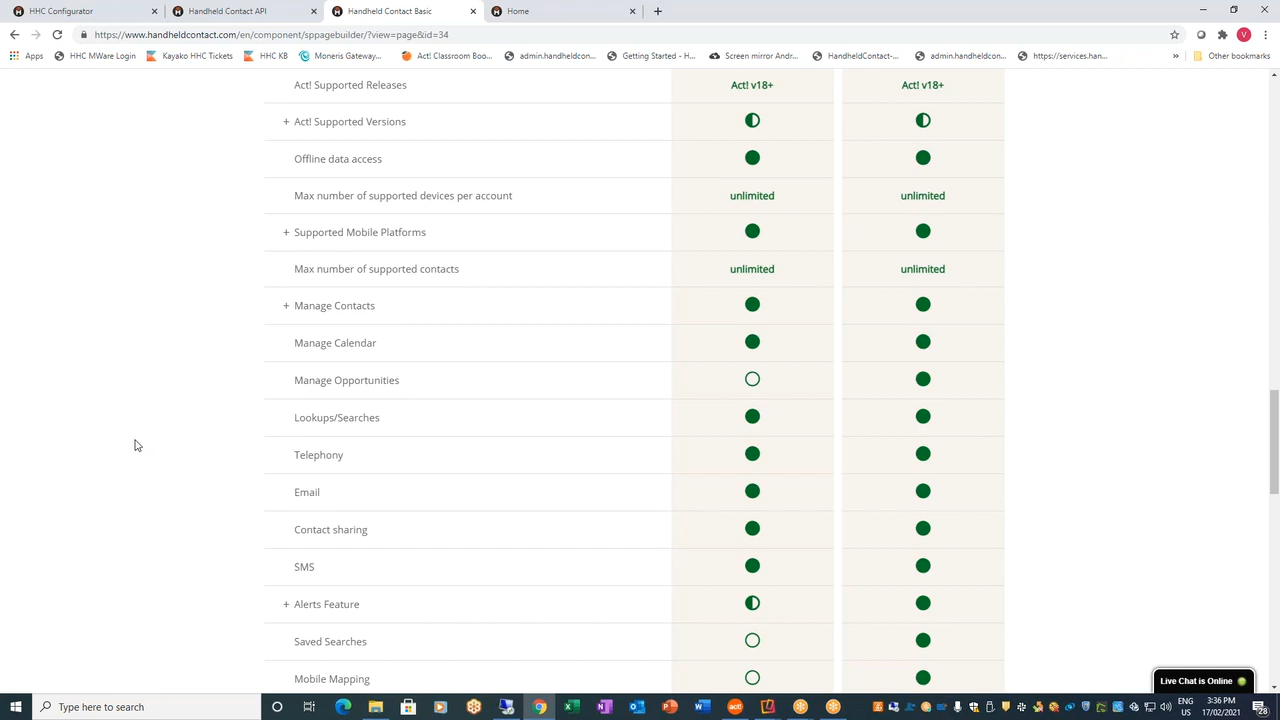 HHC Configurator
Handheld Contact API
Handheld Contact Basic
Home
https://www.handheldcontact.com/en/component/sppagebuilder/?view=page&id=34
V
Apps
HHC MWare Login
Kayako HHC Tickets
HHC KB
Moneris Gateway...
Act! Classroom Boo...
admin.handheldcon...
Getting Started - H...
Screen mirror Andr...
HandheldContact-...
admin.handheldcon...
https://services.han...
»
Other bookmarks
Act! Supported Releases Act! v18+ Act! v18+
+ Act! Supported Versions
Offline data access
Max number of supported devices per account unlimited unlimited
+ Supported Mobile Platforms
Max number of supported contacts unlimited unlimited
+ Manage Contacts
Manage Calendar
Manage Opportunities
Lookups/Searches
Telephony
Email
Contact sharing
SMS
+ Alerts Feature
Saved Searches
Mobile Mapping
Live Chat is Online
Type here to search
act!
ENG
US
3:36 PM
17/02/2021